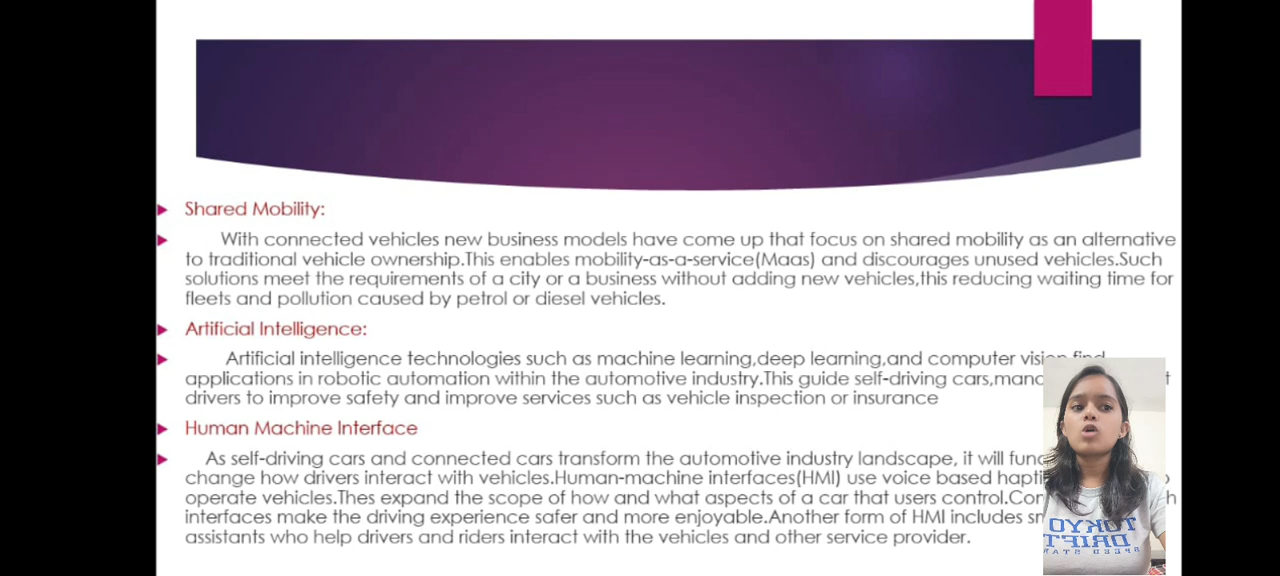 Shared Mobility:
With connected vehicles new business models have come up that focus on shared mobility as an alternative
to traditional vehicle ownership.This enables mobility-as-a-service(Maas) and discourages unused vehicles.Such
solutions meet the requirements of a city or a business without adding new vehicles,this reducing waiting time for
fleets and pollution caused by petrol or diesel vehicles.
Artificial Intelligence:
Artificial intelligence technologies such as machine learning,deep learning,and computer vision find
applications in robotic automation within the automotive industry.This guide self-driving cars,
drivers to improve safety and improve services such as vehicle inspection or insurance
Human Machine Interface
As self-driving cars and connected cars transform the automotive industry landscape, it will
change how drivers interact with vehicles.Human-machine interfaces(HMI) use voice based
operate vehicles.Thes expand the scope of how and what aspects of a car that users control.
interfaces make the driving experience safer and more enjoyable.Another form of HMI includes
assistants who help drivers and riders interact with the vehicles and other service provider.
TOKYO
DRIFT
SPEED STAR